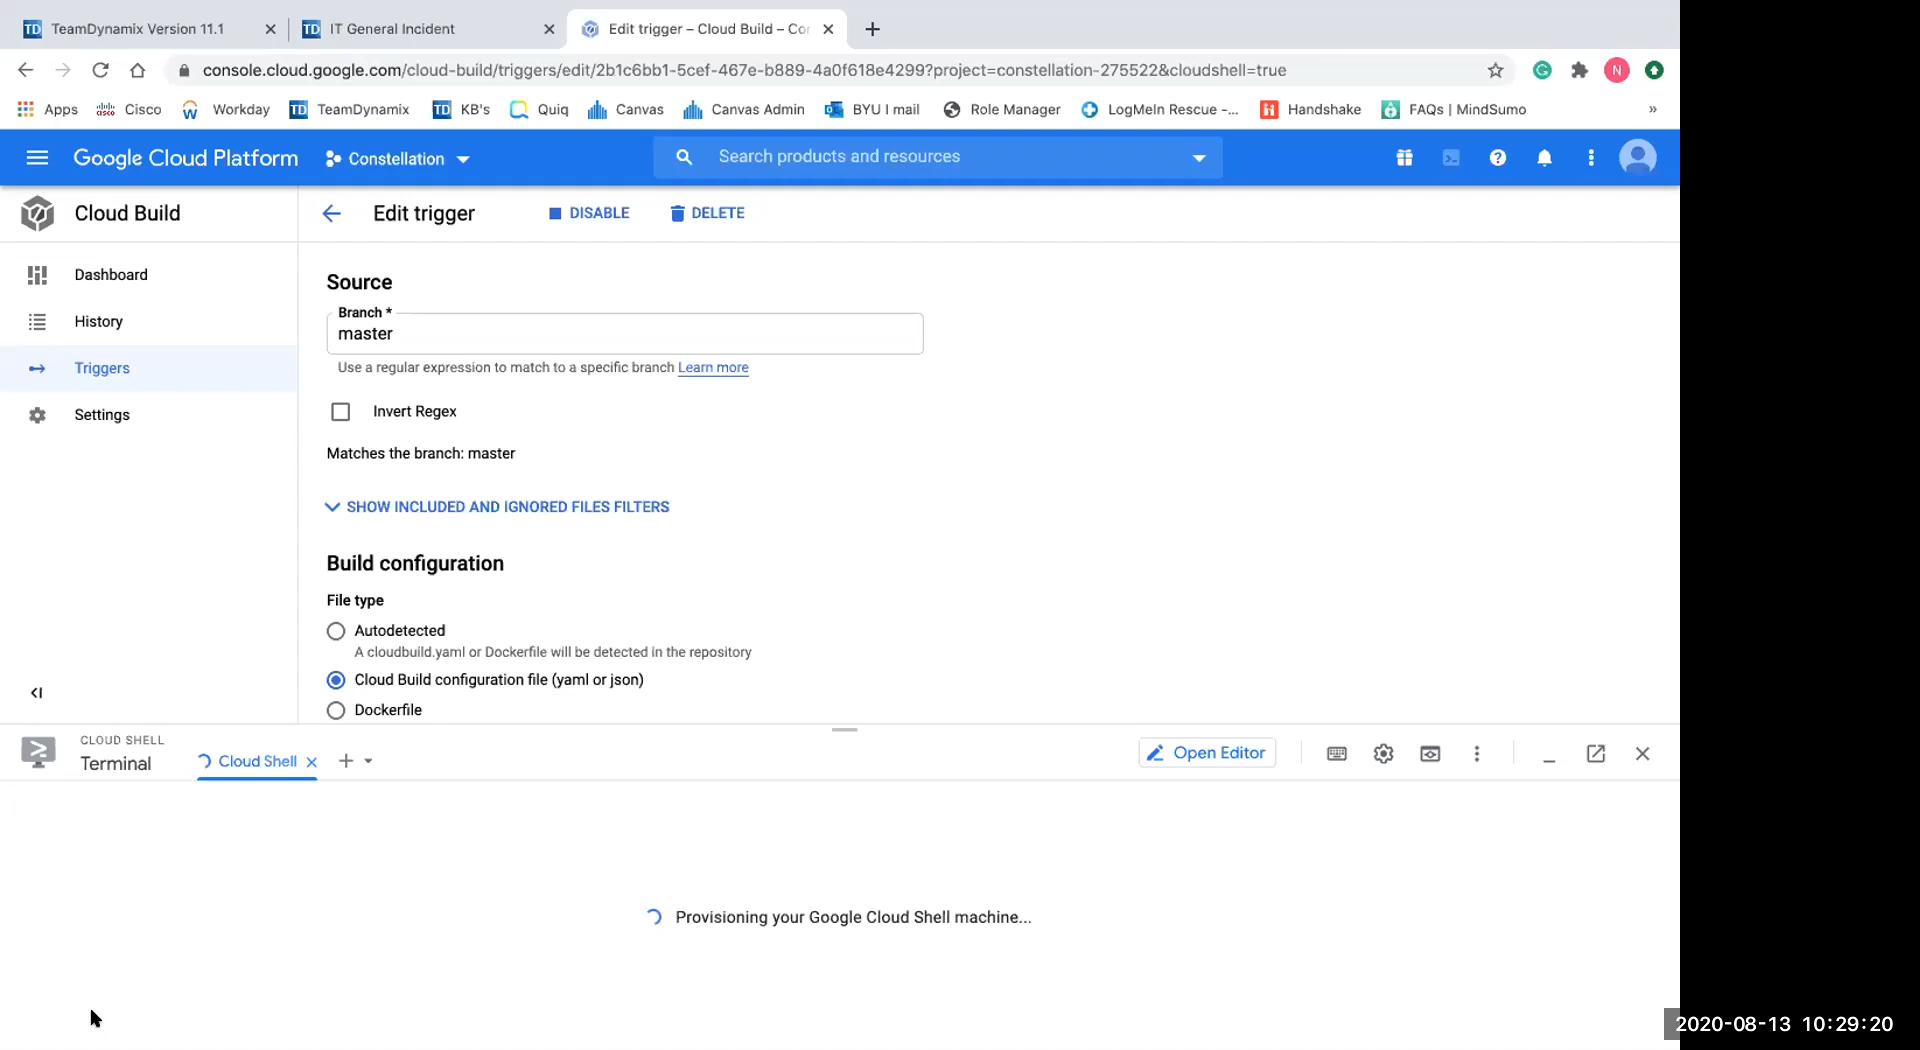 TD TeamDynamix Version 11.1
TD IT General Incident
Edit trigger – Cloud Build – Co
console.cloud.google.com/cloud-build/triggers/edit/2b1c6bb1-5cef-467e-b889-4a0f618e4299?project=constellation-275522&cloudshell=true
N
Apps
cisco Cisco
Workday
TD TeamDynamix
TD KB's
Quiq
Canvas
Canvas Admin
BYU I mail
Role Manager
LogMeIn Rescue -...
Handshake
FAQs | MindSumo
»
Google Cloud Platform
Constellation
Search products and resources
Cloud Build
Edit trigger
DISABLE
DELETE
Dashboard
History
Triggers
Settings
Source
Branch *
master
Use a regular expression to match to a specific branch Learn more
Invert Regex
Matches the branch: master
SHOW INCLUDED AND IGNORED FILES FILTERS
Build configuration
File type
Autodetected
A cloudbuild.yaml or Dockerfile will be detected in the repository
Cloud Build configuration file (yaml or json)
Dockerfile
CLOUD SHELL
Terminal
Cloud Shell
Open Editor
Provisioning your Google Cloud Shell machine...
2020-08-13 10:29:20